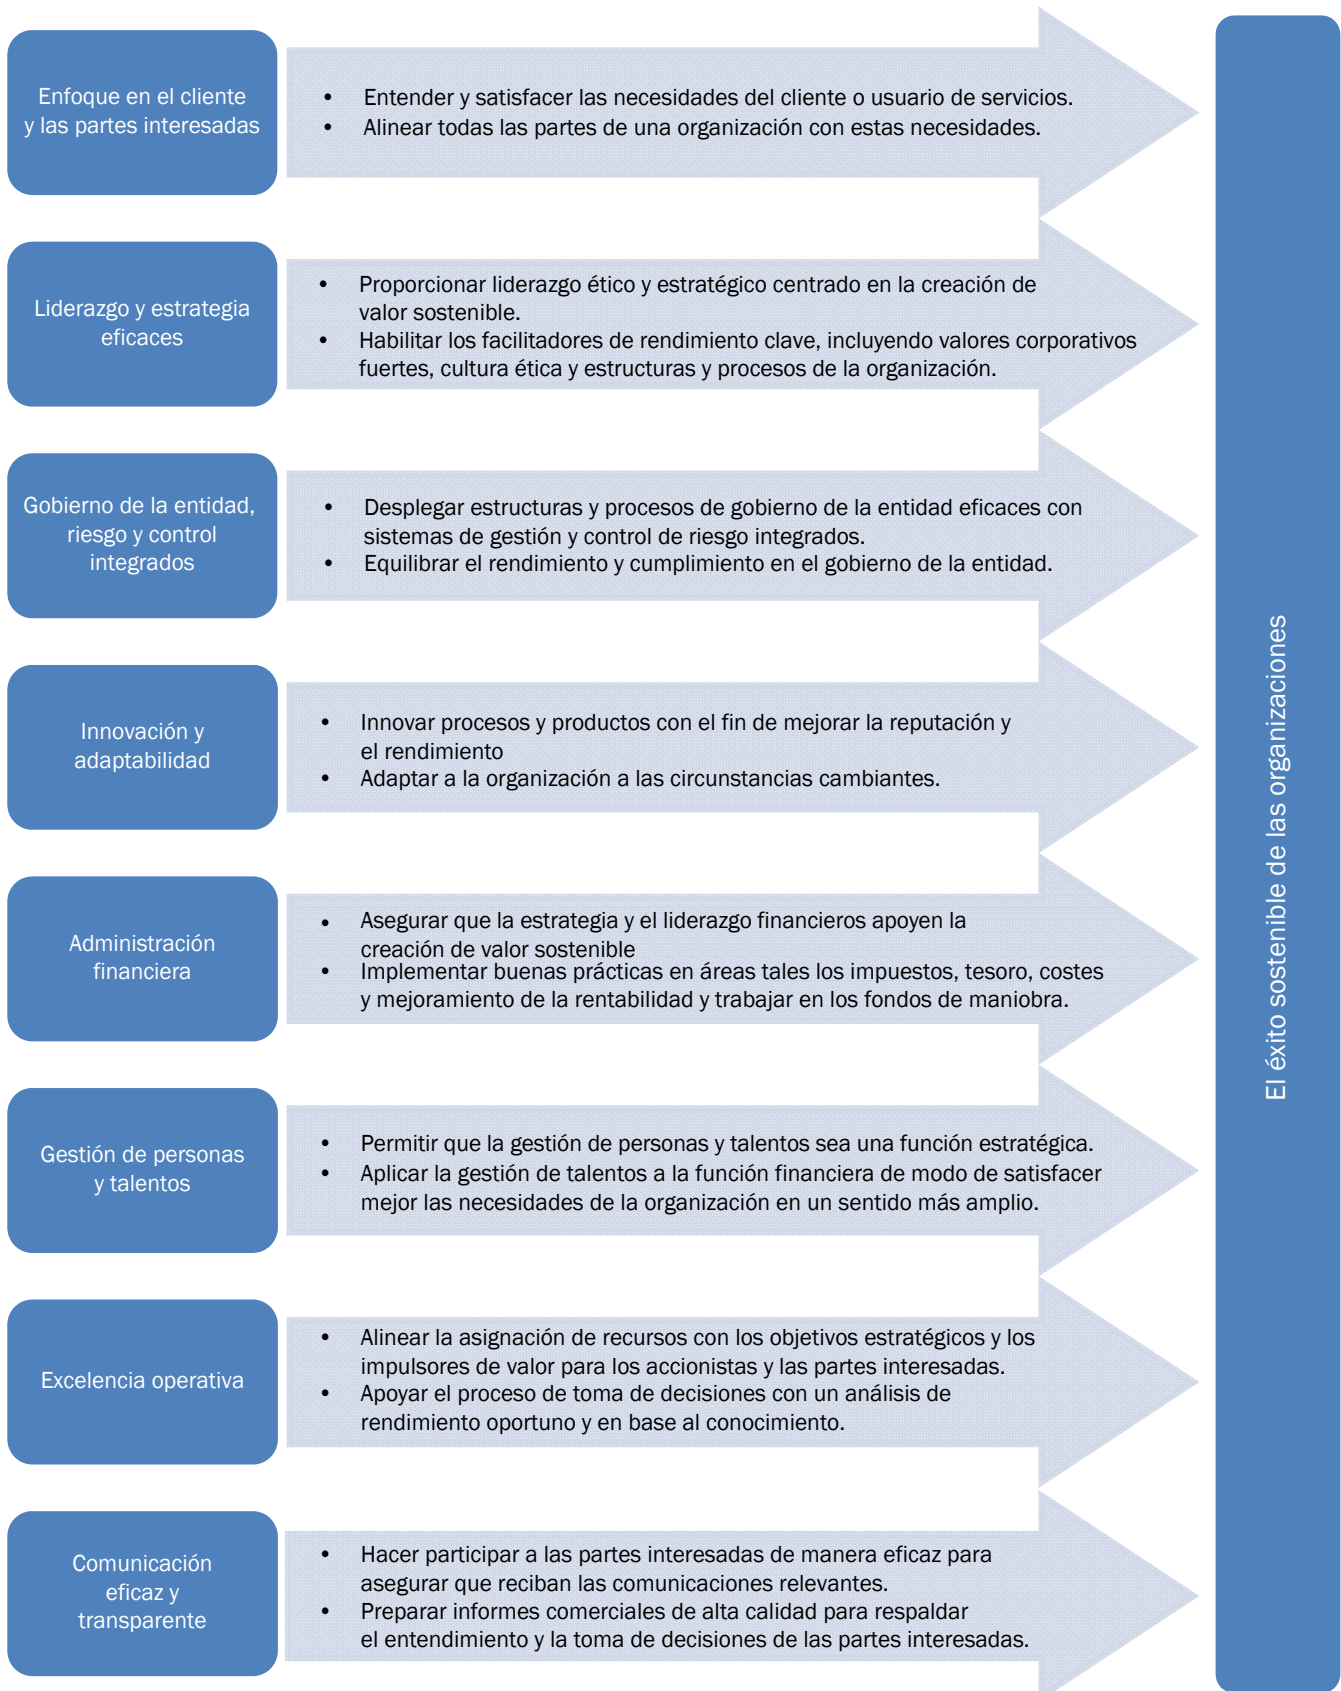 Enfoque en el cliente
y las partes interesadas
• Entender y satisfacer las necesidades del cliente o usuario de servicios.
• Alinear todas las partes de una organización con estas necesidades.
Liderazgo y estrategia
eficaces
• Proporcionar liderazgo ético y estratégico centrado en la creación de
valor sostenible.
• Habilitar los facilitadores de rendimiento clave, incluyendo valores corporativos
fuertes, cultura ética y estructuras y procesos de la organización.
Gobierno de la entidad,
riesgo y control
integrados
• Desplegar estructuras y procesos de gobierno de la entidad eficaces con
sistemas de gestión y control de riesgo integrados.
• Equilibrar el rendimiento y cumplimiento en el gobierno de la entidad.
Innovación y
adaptabilidad
• Innovar procesos y productos con el fin de mejorar la reputación y
el rendimiento
• Adaptar a la organización a las circunstancias cambiantes.
Administración
financiera
• Asegurar que la estrategia y el liderazgo financieros apoyen la
creación de valor sostenible
• Implementar buenas prácticas en áreas tales los impuestos, tesoro, costes
y mejoramiento de la rentabilidad y trabajar en los fondos de maniobra.
Gestión de personas
y talentos
• Permitir que la gestión de personas y talentos sea una función estratégica.
• Aplicar la gestión de talentos a la función financiera de modo de satisfacer
mejor las necesidades de la organización en un sentido más amplio.
Excelencia operativa
• Alinear la asignación de recursos con los objetivos estratégicos y los
impulsores de valor para los accionistas y las partes interesadas.
• Apoyar el proceso de toma de decisiones con un análisis de
rendimiento oportuno y en base al conocimiento.
Comunicación
eficaz y
transparente
• Hacer participar a las partes interesadas de manera eficaz para
asegurar que reciban las comunicaciones relevantes.
• Preparar informes comerciales de alta calidad para respaldar
el entendimiento y la toma de decisiones de las partes interesadas.
El éxito sostenible de las organizaciones